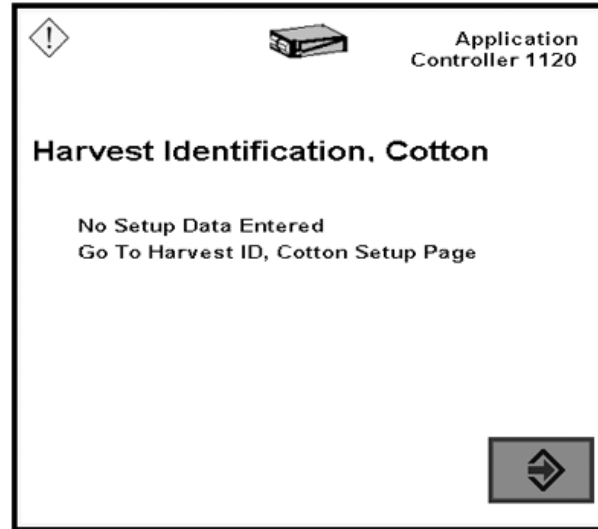 Application
Controller 1120
Harvest Identification, Cotton
No Setup Data Entered
Go To Harvest ID, Cotton Setup Page